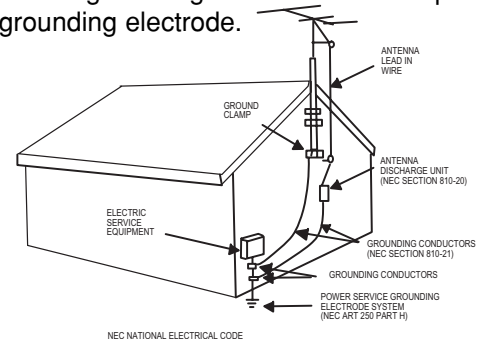 grounding electrode.
ANTENNA
LEAD IN
WIRE
GROUND
CLAMP
ANTENNA
DISCHARGE UNIT
(NEC SECTION 810-20)
ELECTRIC
SERVICE
EQUIPMENT
GROUNDING CONDUCTORS
(NEC SECTION 810-21)
GROUNDING CONDUCTORS
POWER SERVICE GROUNDING
ELECTRODE SYSTEM
(NEC ART 250 PART H)
NEC NATIONAL ELECTRICAL CODE